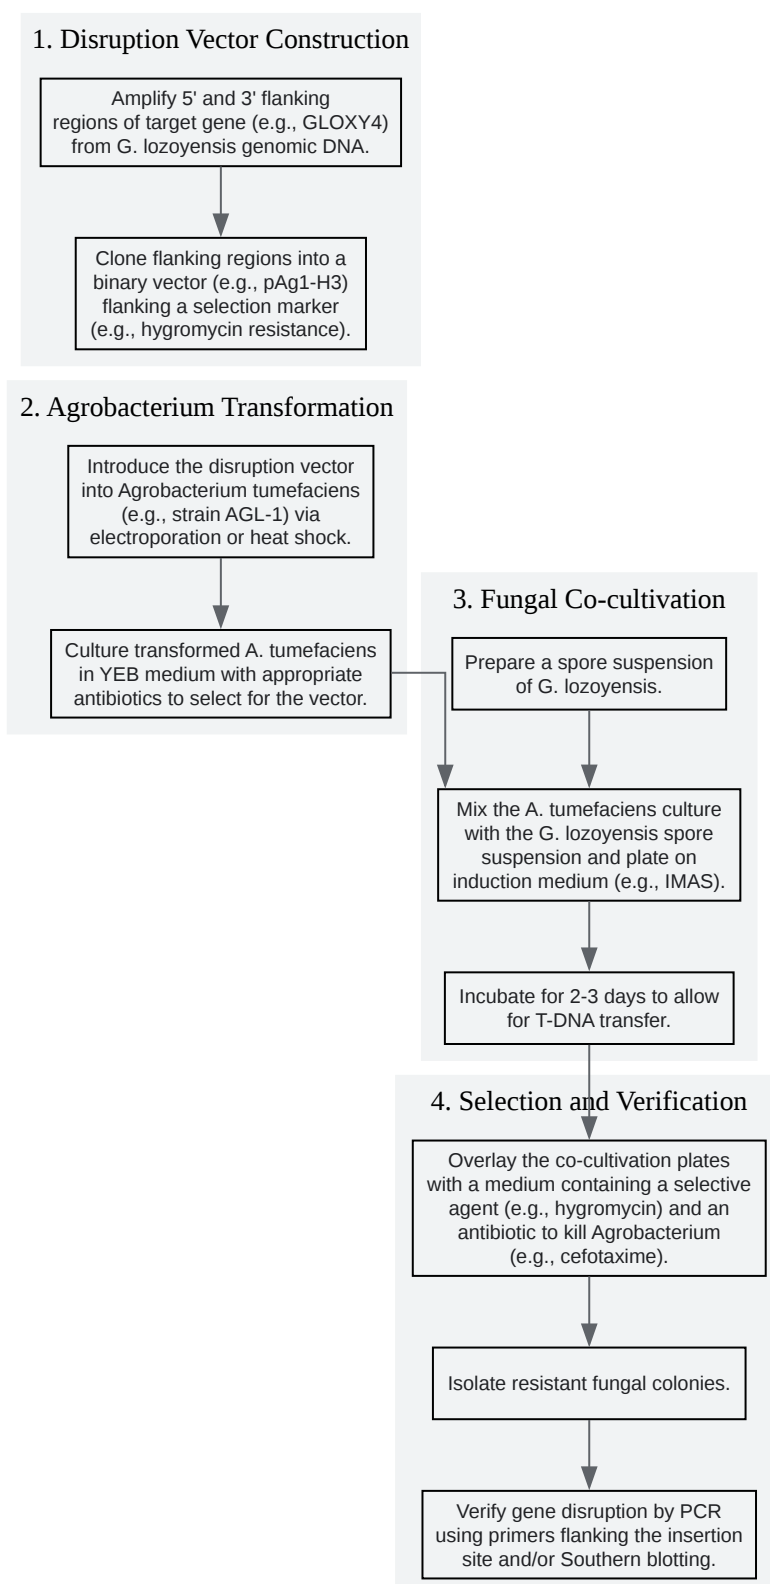 1. Disruption Vector Construction
Amplify 5' and 3' flanking
regions of target gene (e.g., GLOXY4)
from G. lozoyensis genomic DNA.
Clone flanking regions into a
binary vector (e.g., pAg1-H3)
flanking a selection marker
(e.g., hygromycin resistance).
2. Agrobacterium Transformation
Introduce the disruption vector
into Agrobacterium tumefaciens
(e.g., strain AGL-1) via
electroporation or heat shock.
Culture transformed A. tumefaciens
in YEB medium with appropriate
antibiotics to select for the vector.
3. Fungal Co-cultivation
Prepare a spore suspension
of G. lozoyensis.
Mix the A. tumefaciens culture
with the G. lozoyensis spore
suspension and plate on
induction medium (e.g., IMAS).
Incubate for 2-3 days to allow
for T-DNA transfer.
4. Selection and Verification
Overlay the co-cultivation plates
with a medium containing a selective
agent (e.g., hygromycin) and an
antibiotic to kill Agrobacterium
(e.g., cefotaxime).
Isolate resistant fungal colonies.
Verify gene disruption by PCR
using primers flanking the insertion
site and/or Southern blotting.